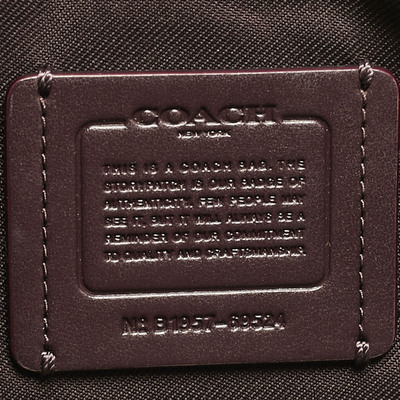 COACH
NEW YORK
THIS IS A COACH BAG. THE
STORYPATCH IS OUR BADGE OF
AUTHENTICITY. FEW PEOPLE MAY
SEE IT, BUT IT WILL ALWAYS BE A
REMINDER OF OUR COMMITMENT
TO QUALITY AND CRAFTSMANSHIP.
Nº B1957-69524